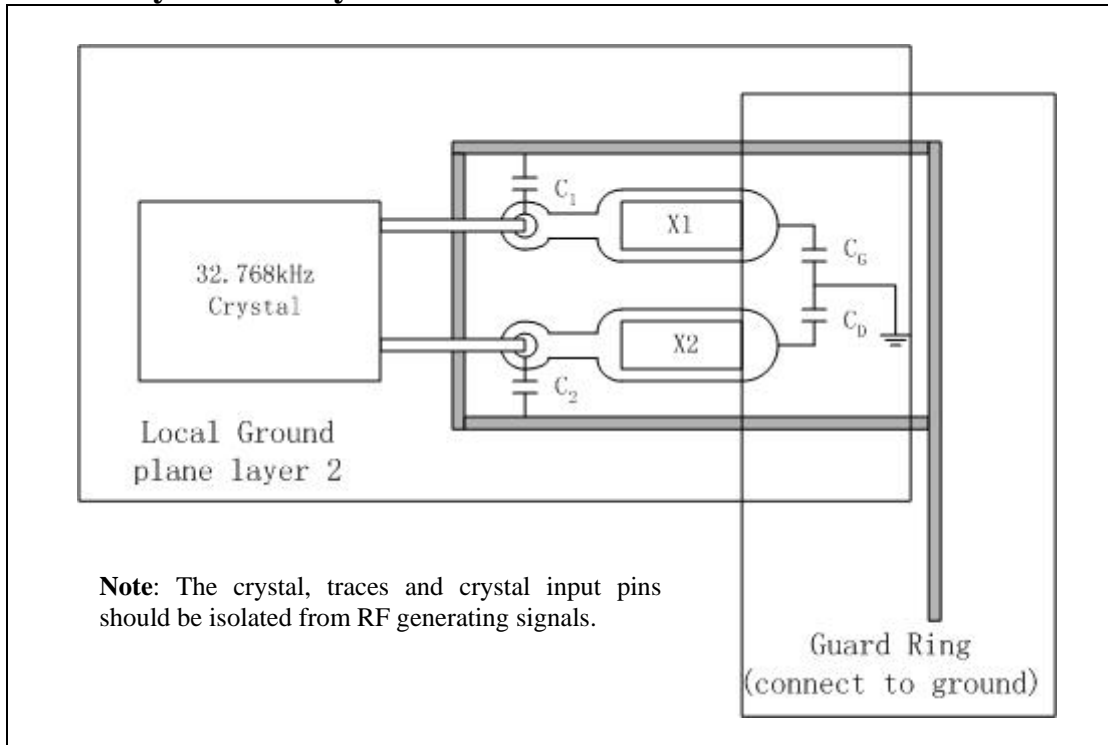 C1
X1
CG
32.768kHz
Crystal
CD
X2
C2
Local Ground
plane layer 2
Note: The crystal, traces and crystal input pins
should be isolated from RF generating signals.
Guard Ring
(connect to ground)